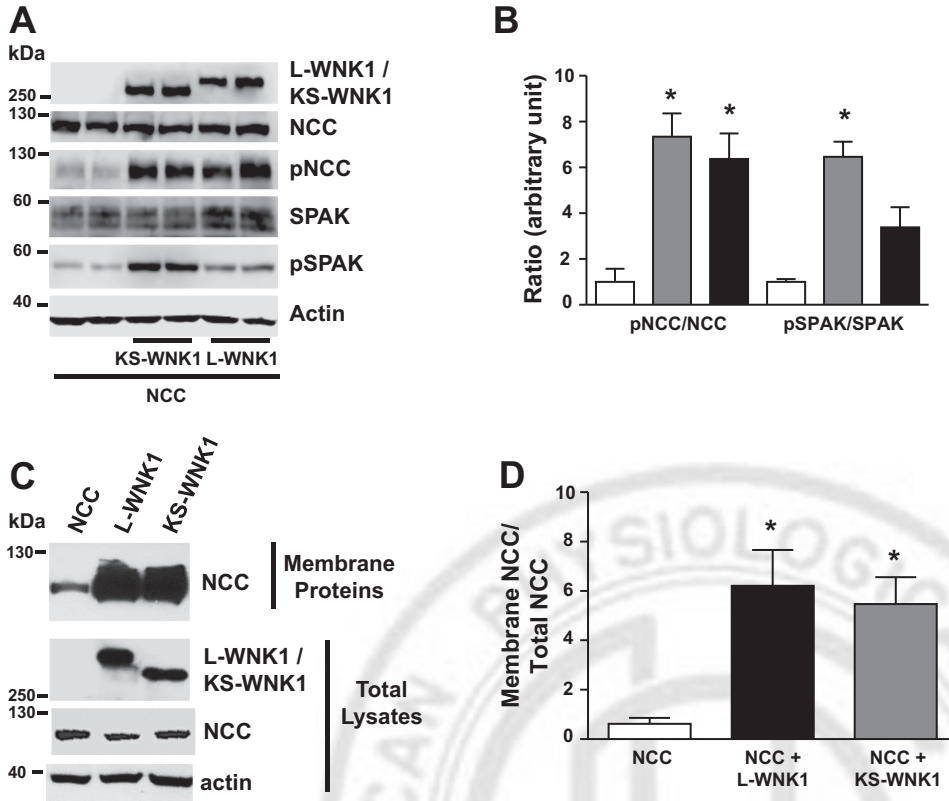 A
kDa
250
130
130
60
60
40
L-WNK1 /
KS-WNK1
NCC
pNCC
SPAK
pSPAK
Actin
KS-WNK1 L-WNK1
NCC
B
Ratio (arbitrary unit)
10
8
6
4
2
0
* * *
pNCC/NCC pSPAK/SPAK
C
NCC
L-WNK1
KS-WNK1
kDa
130
NCC
Membrane
Proteins
L-WNK1 /
KS-WNK1
250
130
NCC
40
actin
Total
Lysates
D
Membrane NCC/
Total NCC
10
8
6
4
2
0
* *
NCC
NCC +
L-WNK1
NCC +
KS-WNK1